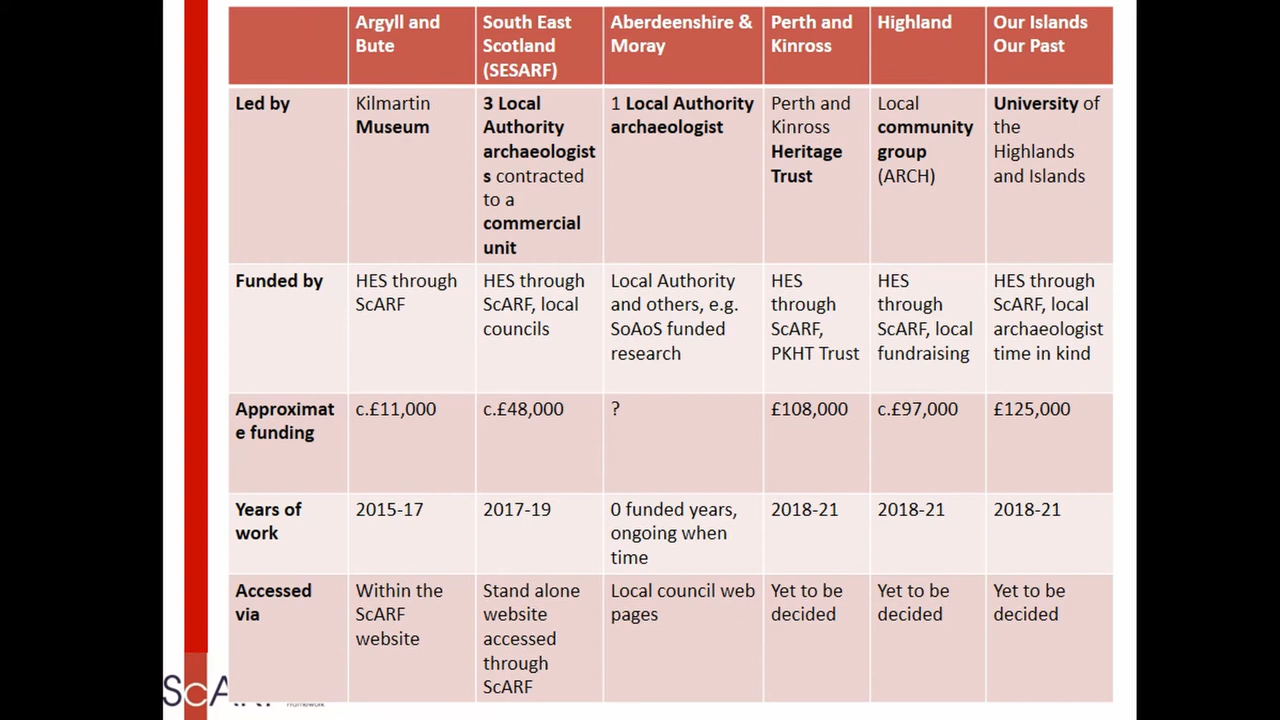 Argyll and
Bute
South East
Scotland
(SESARF)
Aberdeenshire &
Moray
Perth and
Kinross
Highland
Our Islands
Our Past
Led by
Kilmartin
Museum
3 Local
Authority
archaeologist
s contracted
to a
commercial
unit
1 Local Authority
archaeologist
Perth and
Kinross
Heritage
Trust
Local
community
group
(ARCH)
University of
the
Highlands
and Islands
Funded by
HES through
ScARF
HES through
ScARF, local
councils
Local Authority
and others, e.g.
SoAoS funded
research
HES
through
ScARF,
PKHT Trust
HES
through
ScARF, local
fundraising
HES through
ScARF, local
archaeologist
time in kind
Approximat
e funding
c.£11,000
c.£48,000
?
£108,000
c.£97,000
£125,000
Years of
work
2015-17
2017-19
0 funded years,
ongoing when
time
2018-21
2018-21
2018-21
Accessed
via
Within the
ScARF
website
Stand alone
website
accessed
through
ScARF
Local council web
pages
Yet to be
decided
Yet to be
decided
Yet to be
decided